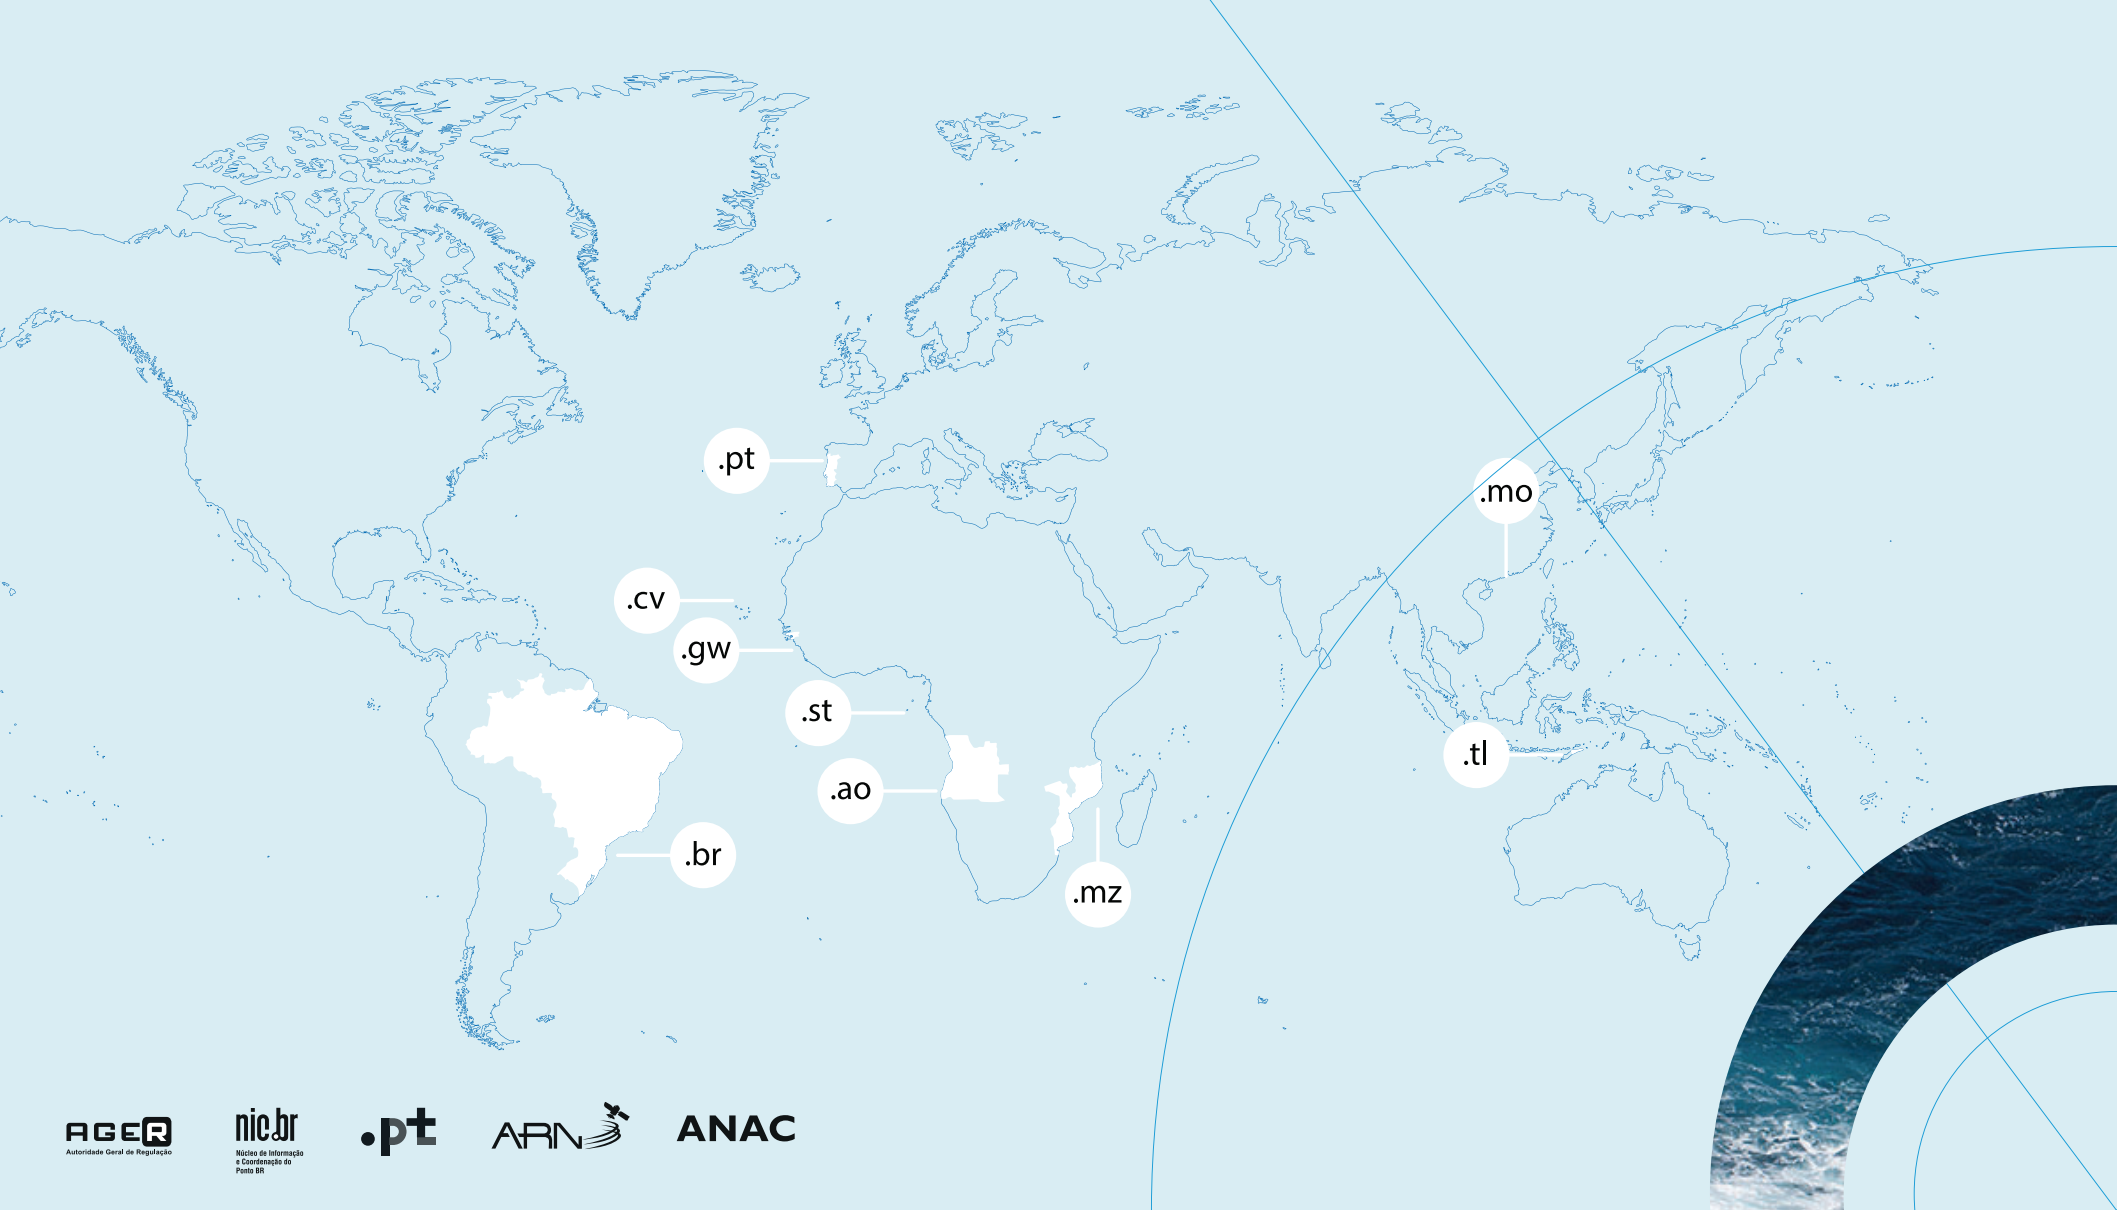 .pt
.mo
.cv
.gw
.st
.tl
.ao
.br
.mz
AGER
Autoridade Geral de Regulação
nic.br
Núcleo de Informação
e Coordenação do
Ponto BR
.pt
ARN
ANAC